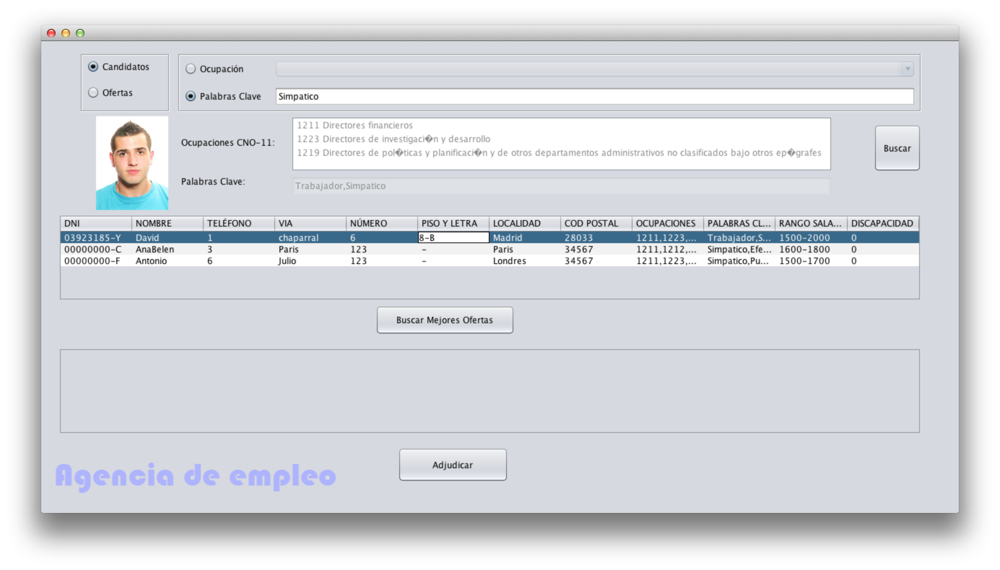 Candidatos
Ofertas
Ocupación
Palabras Clave Simpatico
Ocupaciones CNO-11:
1211 Directores financieros
1223 Directores de investigaci�n y desarrollo
1219 Directores de pol�ticas y planificaci�n y de otros departamentos administrativos no clasificados bajo otros ep�grafes
Buscar
Palabras Clave: Trabajador,Simpatico
DNI NOMBRE TELÉFONO VIA NÚMERO PISO Y LETRA LOCALIDAD COD POSTAL OCUPACIONES PALABRAS CL... RANGO SALA... DISCAPACIDAD
03923185-Y David 1 chaparral 6 8-B Madrid 28033 1211,1223,... Trabajador,S... 1500-2000 0
00000000-C AnaBelen 3 Paris 123 - Paris 34567 1211,1212,... Simpatico,Efe... 1600-1800 0
00000000-F Antonio 6 Julio 123 - Londres 34567 1211,1223,... Simpatico,Pu... 1500-1700 0
Buscar Mejores Ofertas
Adjudicar
Agencia de empleo